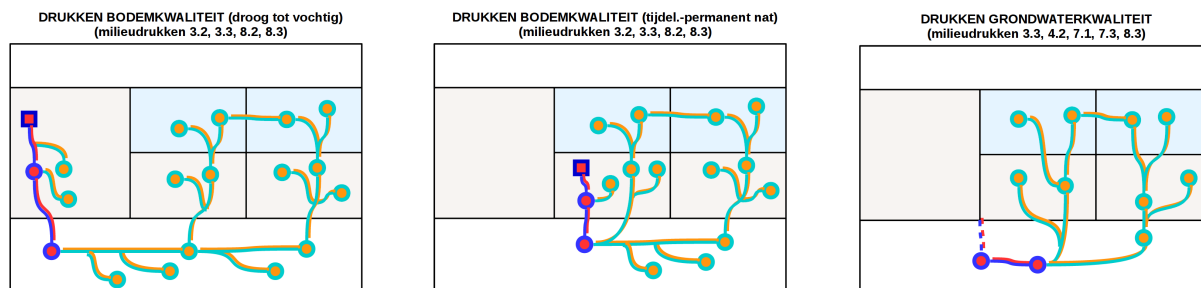 DRUKKEN BODEMKWALITEIT (droog tot vochtig)
(milieudrukken 3.2, 3.3, 8.2, 8.3)
DRUKKEN BODEMKWALITEIT (tijdel.-permanent nat)
(milieudrukken 3.2, 3.3, 8.2, 8.3)
DRUKKEN GRONDWATERKWALITEIT
(milieudrukken 3.3, 4.2, 7.1, 7.3, 8.3)